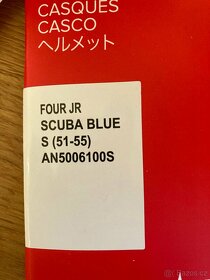 CASQUES
CASCO
ヘルメット
FOUR JR
SCUBA BLUE
S (51-55)
AN5006100S